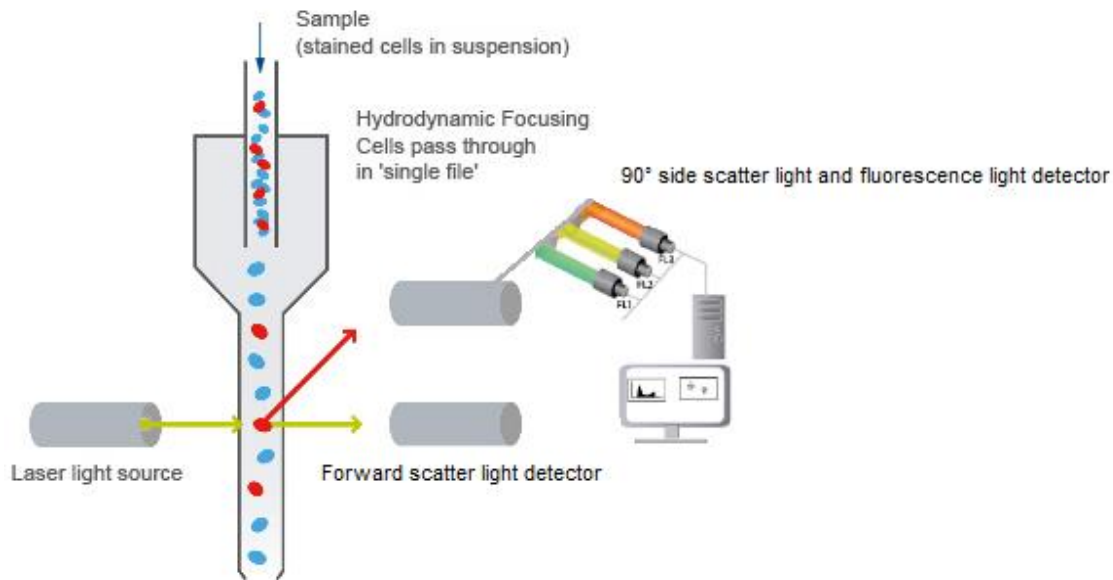 Sample
(stained cells in suspension)
Hydrodynamic Focusing
Cells pass through
in 'single file'
90° side scatter light and fluorescence light detector
FL3
FL2
FL1
Laser light source
Forward scatter light detector